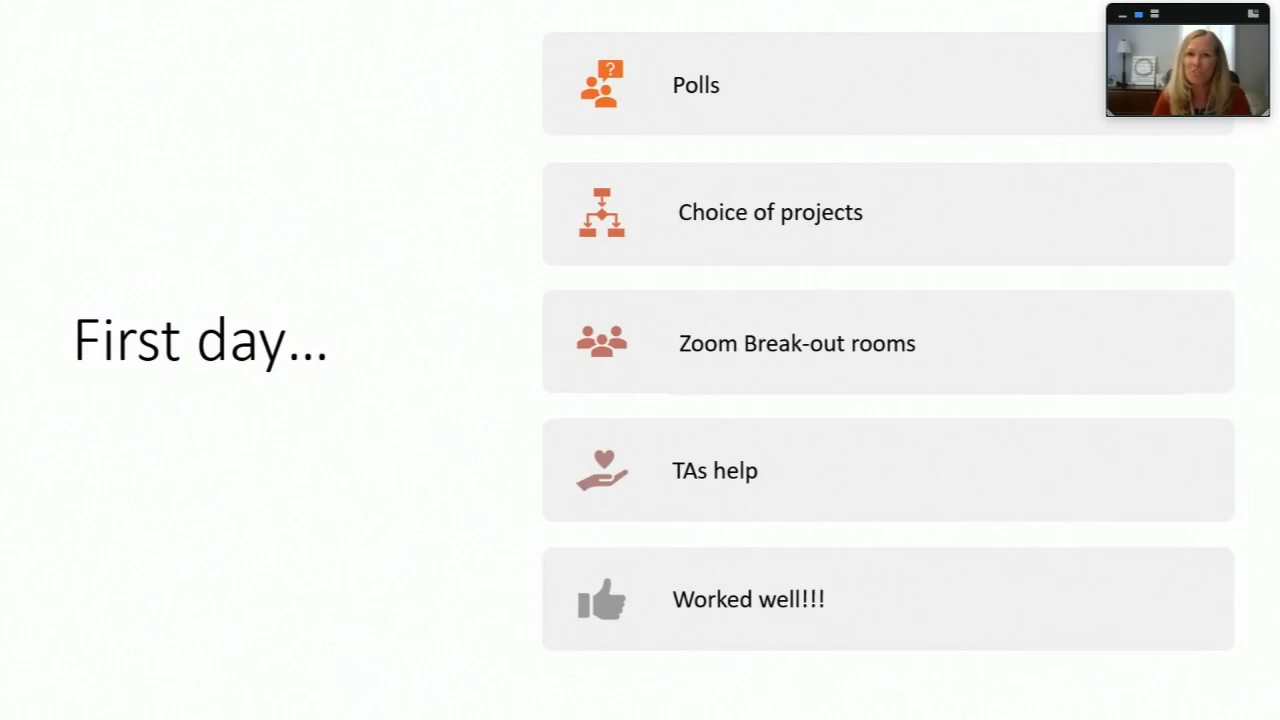 First day...
Polls
Choice of projects
Zoom Break-out rooms
TAs help
Worked well!!!